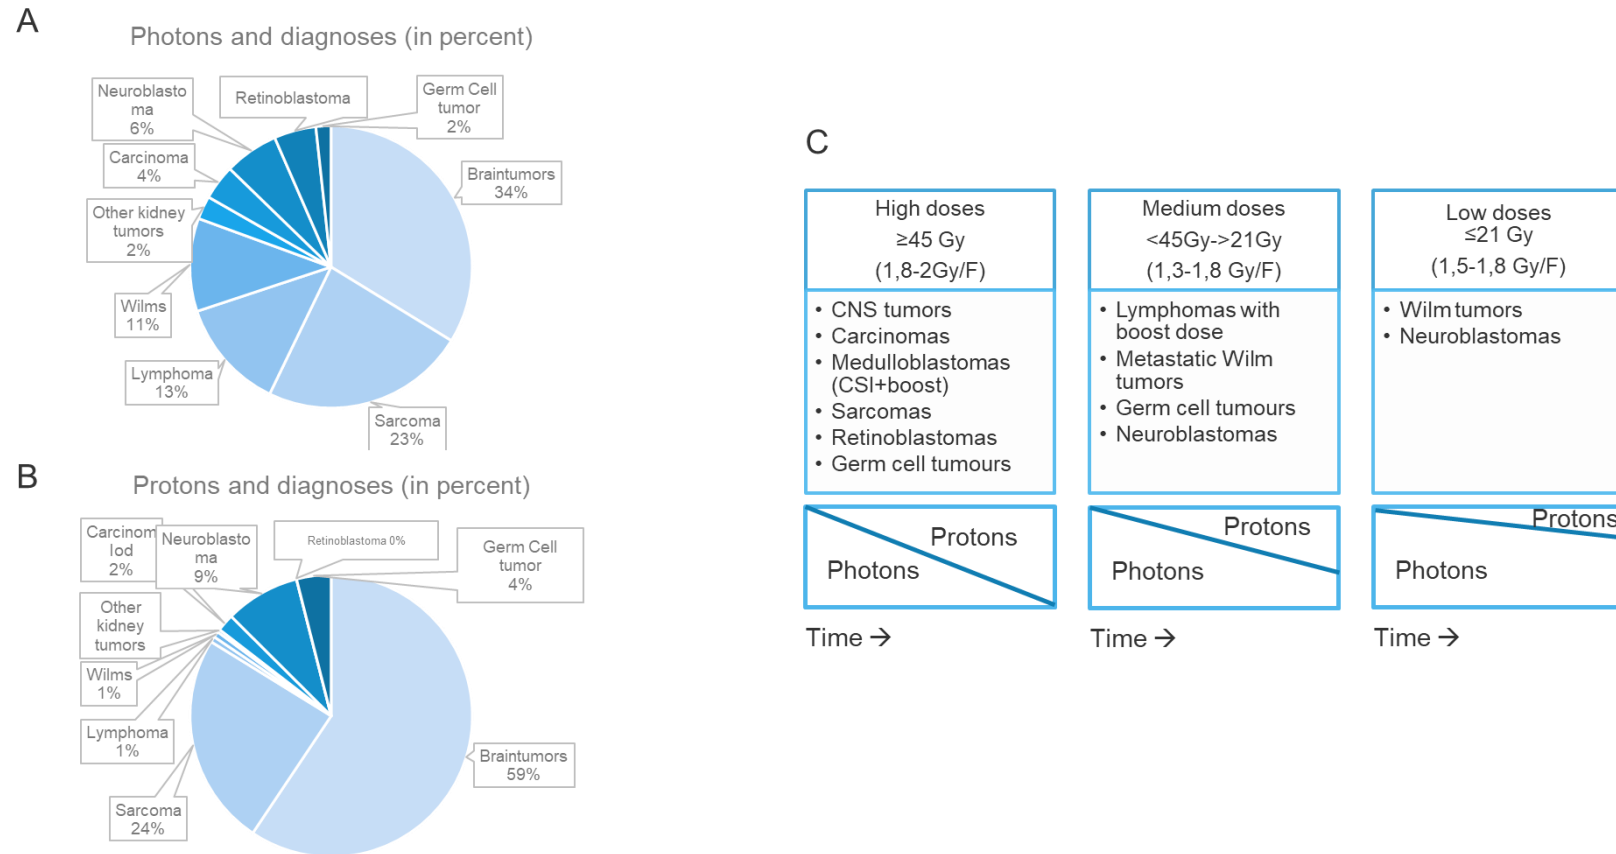 A
Photons and diagnoses (in percent)
Neuroblasto
ma
6%
Retinoblastoma
Germ Cell
tumor
2%
Carcinoma
4%
Braintumors
34%
Other kidney
tumors
2%
Wilms
11%
Lymphoma
13%
Sarcoma
23%
B
Protons and diagnoses (in percent)
Carcinom
Iod
2%
Neuroblasto
ma
9%
Retinoblastoma 0%
Germ Cell
tumor
4%
Other
kidney
tumors
Wilms
1%
Lymphoma
1%
Braintumors
59%
Sarcoma
24%
C
High doses
≥45 Gy
(1,8-2Gy/F)
• CNS tumors
• Carcinomas
• Medulloblastomas
(CSI+boost)
• Sarcomas
• Retinoblastomas
• Germ cell tumours
Protons
Photons
Time →
Medium doses
<45Gy->21Gy
(1,3-1,8 Gy/F)
• Lymphomas with
boost dose
• Metastatic Wilm
tumors
• Germ cell tumours
• Neuroblastomas
Protons
Photons
Time →
Low doses
≤21 Gy
(1,5-1,8 Gy/F)
• Wilm tumors
• Neuroblastomas
Protons
Photons
Time →